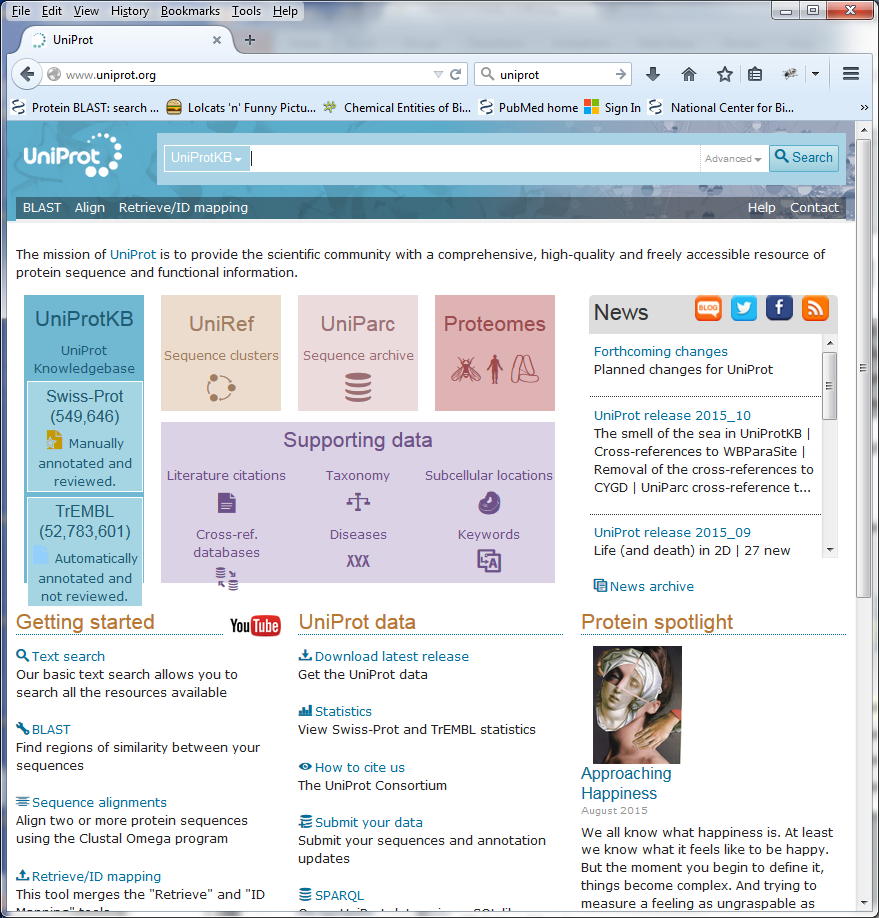 File Edit View History Bookmarks Tools Help
UniProt
www.uniprot.org
uniprot
Protein BLAST: search ...
Lolcats 'n' Funny Pictu...
Chemical Entities of Bi...
PubMed home
Sign In
National Center for Bi...
UniProt
UniProtKB
Advanced
Search
BLAST Align Retrieve/ID mapping
Help Contact
The mission of UniProt is to provide the scientific community with a comprehensive, high-quality and freely accessible resource of
protein sequence and functional information.
UniProtKB
UniProt
Knowledgebase
Swiss-Prot
(549,646)
Manually
annotated and
reviewed.
TrEMBL
(52,783,601)
Automatically
annotated and
not reviewed.
UniRef
Sequence clusters
UniParc
Sequence archive
Proteomes
Supporting data
Literature citations
Taxonomy
Subcellular locations
Cross-ref.
databases
Diseases
XXX
Keywords
A
News
BLOG
Forthcoming changes
Planned changes for UniProt
UniProt release 2015_10
The smell of the sea in UniProtKB |
Cross-references to WBParaSite |
Removal of the cross-references to
CYGD | UniParc cross-reference t...
UniProt release 2015_09
Life (and death) in 2D | 27 new
News archive
Getting started
YouTube
Text search
Our basic text search allows you to
search all the resources available
BLAST
Find regions of similarity between your
sequences
Sequence alignments
Align two or more protein sequences
using the Clustal Omega program
Retrieve/ID mapping
This tool merges the "Retrieve" and "ID
UniProt data
Download latest release
Get the UniProt data
Statistics
View Swiss-Prot and TrEMBL statistics
How to cite us
The UniProt Consortium
Submit your data
Submit your sequences and annotation
updates
SPARQL
Protein spotlight
Approaching
Happiness
August 2015
We all know what happiness is. At least
we know what it feels like to be happy.
But the moment you begin to define it,
things become complex. And trying to
measure a feeling as ungraspable as